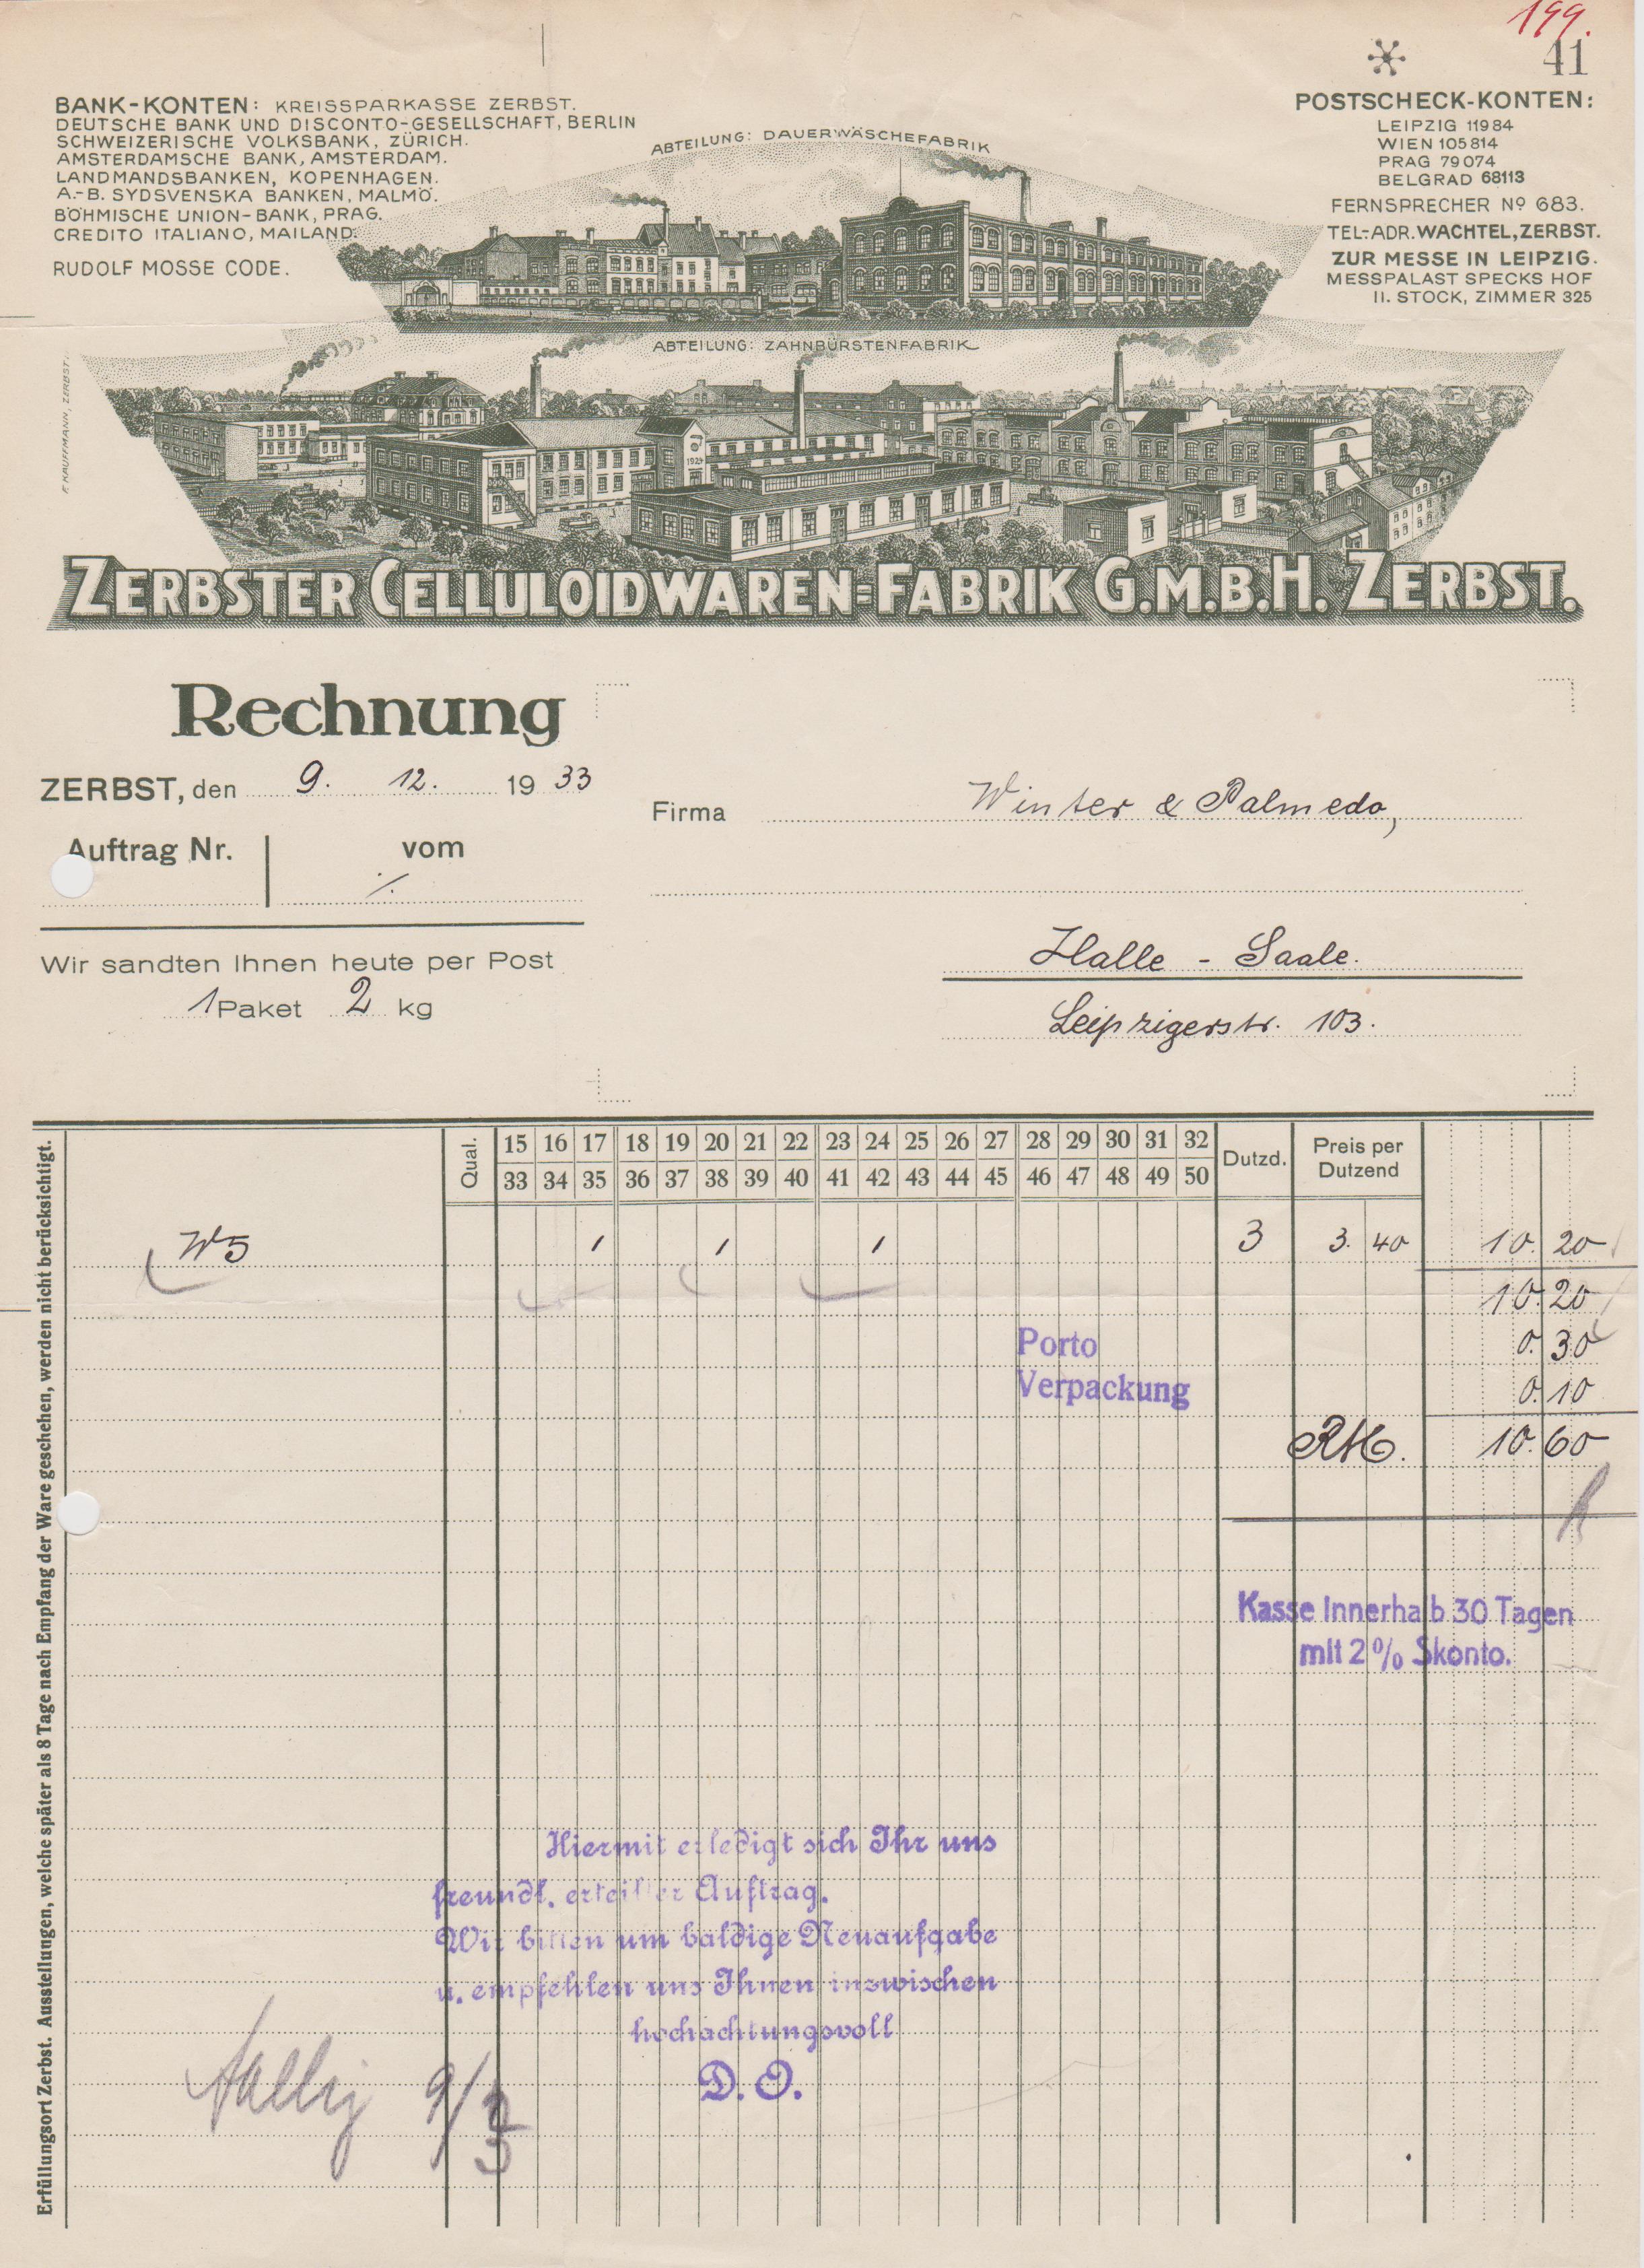 199.
41
BANK-KONTEN: KREISSPARKASSE ZERBST.
DEUTSCHE BANK UND DISCONTO-GESELLSCHAFT, BERLIN
SCHWEIZERISCHE VOLKSBANK, ZÜRICH.
AMSTERDAMSCHE BANK, AMSTERDAM.
LANDMANDSBANKEN, KOPENHAGEN.
A.-B. SYDSVENSKA BANKEN, MALMÖ.
BÖHMISCHE UNION-BANK, PRAG.
CREDITO ITALIANO, MAILAND.
RUDOLF MOSSE CODE.
ABTEILUNG: DAUERWÄSCHEFABRIK
POSTSCHECK-KONTEN:
LEIPZIG 11984
WIEN 105814
PRAG 79074
BELGRAD 68113
FERNSPRECHER Nº 683.
TEL-ADR. WACHTEL, ZERBST.
ZUR MESSE IN LEIPZIG.
MESSPALAST SPECKS HOF
II. STOCK, ZIMMER 325
ABTEILUNG: ZAHNBÜRSTENFABRIK
F. KAUFFMANN, ZERBST.
1924
ZERBSTER CELLULOIDWAREN=FABRIK G.M.B.H. ZERBST.
Rechnung
ZERBST, den 9. 12. 1933
Firma Winter & Palmedo,
Auftrag Nr. vom
./.
Halle - Saale.
Wir sandten Ihnen heute per Post
1 Paket 2 kg
Leipzigerstr. 103.
Qual. 15 16 17 18 19 20 21 22 23 24 25 26 27 28 29 30 31 32 Dutzd. Preis per Dutzend
33 34 35 36 37 38 39 40 41 42 43 44 45 46 47 48 49 50
W5 1 1 1 3 3. 40 10. 20
10. 20
Porto 0. 30
Verpackung 0. 10
RM. 10. 60
Kasse Innerhalb 30 Tagen
mit 2% Skonto.
Hiermit erledigt sich Ihr uns
freundl. erteilter Auftrag.
Wir bitten um baldige Neuaufgabe
u. empfehlen uns Ihnen inzwischen
hochachtungsvoll
D. O.
Erfüllungsort Zerbst. Ausstellungen, welche später als 8 Tage nach Empfang der Ware geschehen, werden nicht berücksichtigt.